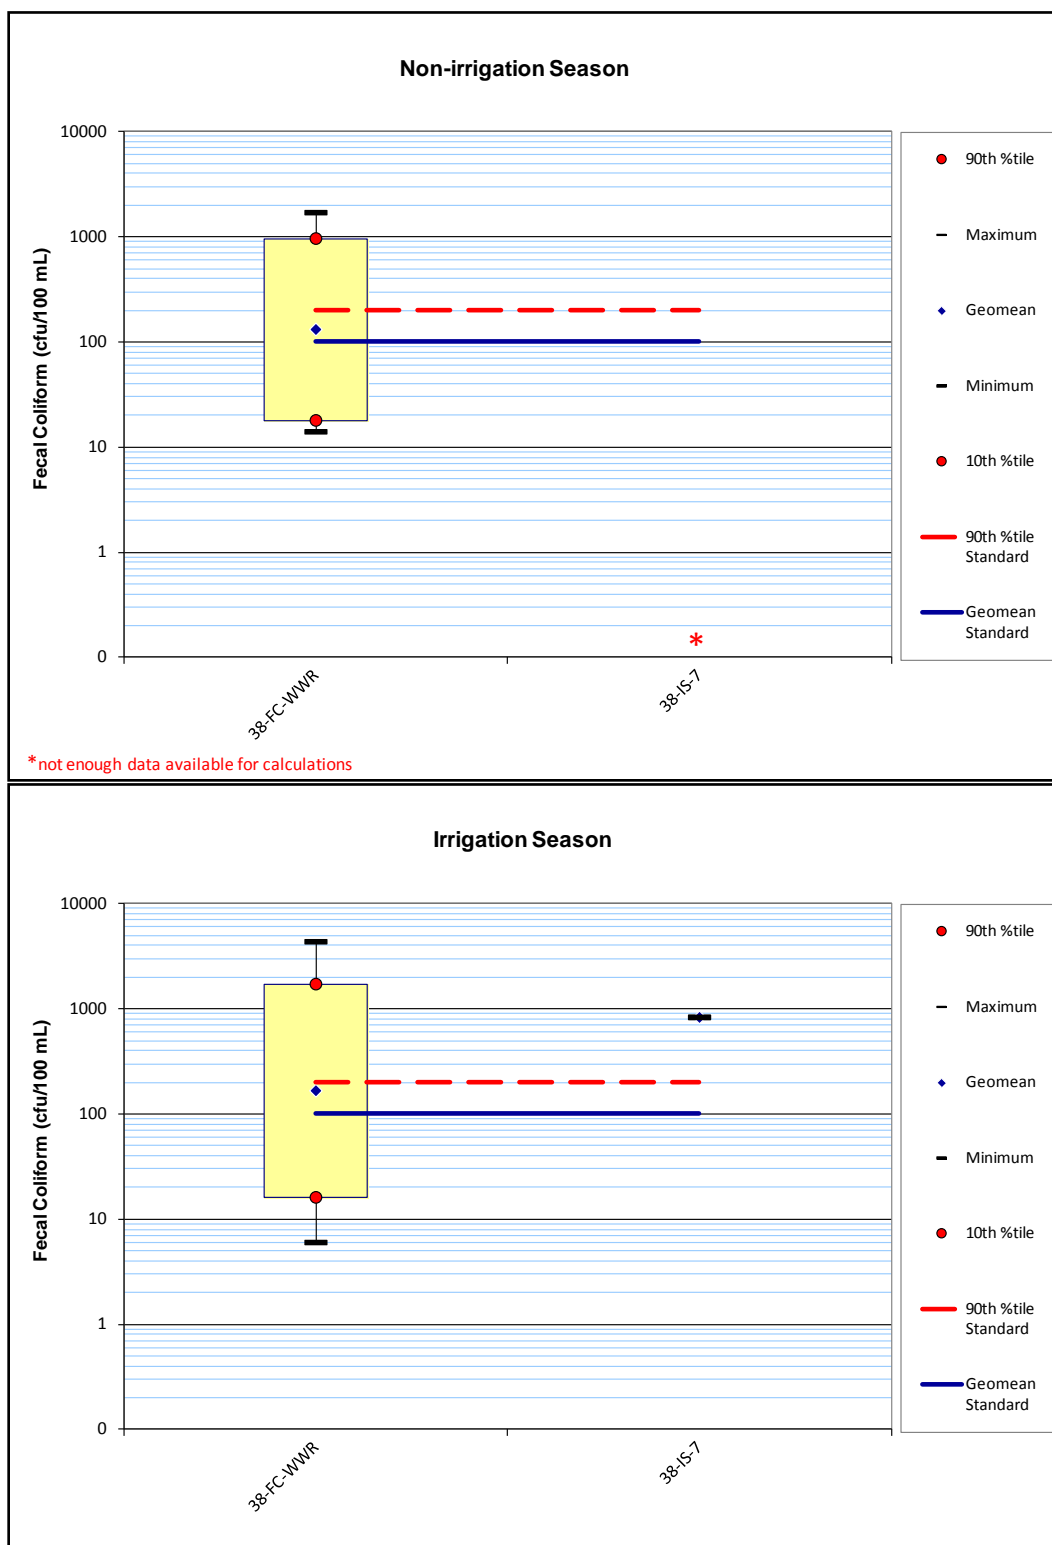 Non-irrigation Season
10000
1000
100
10
1
0
Fecal Coliform (cfu/100 mL)
38-FC-WWR
38-IS-7
*
*not enough data available for calculations
90th %tile
Maximum
Geomean
Minimum
10th %tile
90th %tile
Standard
Geomean
Standard
Irrigation Season
10000
1000
100
10
1
0
Fecal Coliform (cfu/100 mL)
38-FC-WWR
38-IS-7
90th %tile
Maximum
Geomean
Minimum
10th %tile
90th %tile
Standard
Geomean
Standard